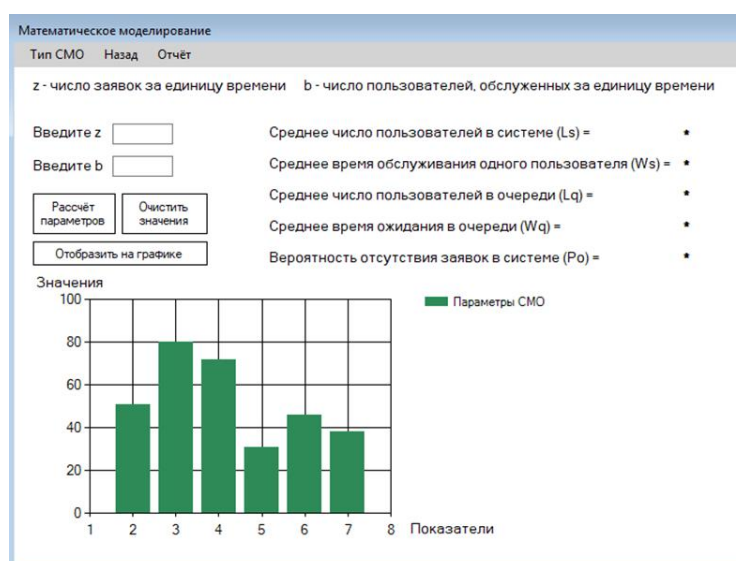 Математическое моделирование
Тип СМО Назад Отчёт
z - число заявок за единицу времени b - число пользователей, обслуженных за единицу времени
Введите z
Среднее число пользователей в системе (Ls) = *
Введите b
Среднее время обслуживания одного пользователя (Ws) = *
Рассчёт
параметров
Очистить
значения
Среднее число пользователей в очереди (Lq) = *
Среднее время ожидания в очереди (Wq) = *
Отобразить на графике
Вероятность отсутствия заявок в системе (Po) = *
Значения
100
80
60
40
20
0
1 2 3 4 5 6 7 8 Показатели
Параметры СМО